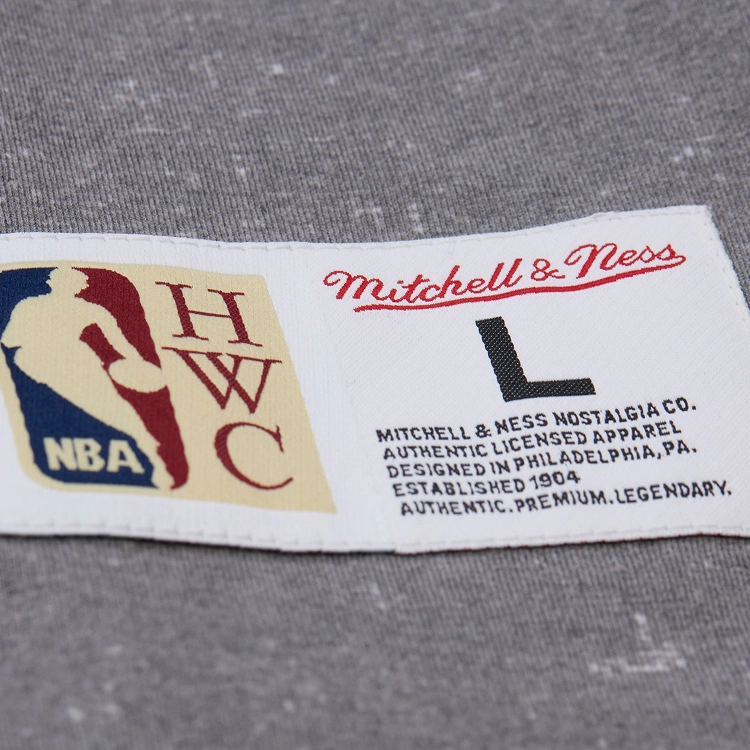 NBA
H
W
C
Mitchell & Ness
L
MITCHELL & NESS NOSTALGIA CO.
AUTHENTIC LICENSED APPAREL
DESIGNED IN PHILADELPHIA, PA.
ESTABLISHED 1904
AUTHENTIC.PREMIUM.LEGENDARY.